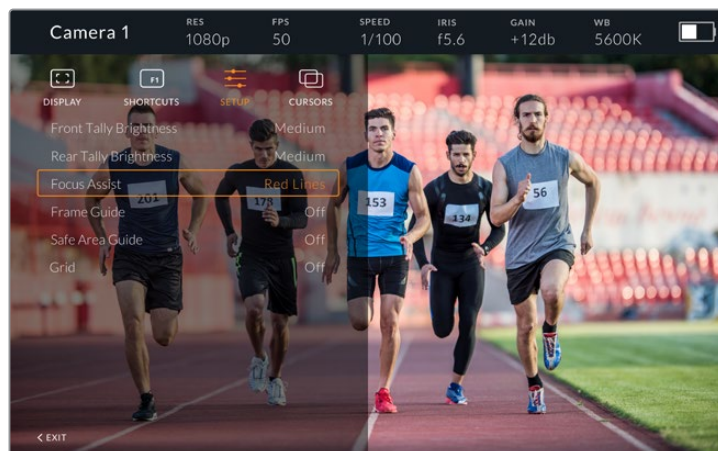 Camera 1
RES
1080p
FPS
50
SPEED
1/100
IRIS
f5.6
GAIN
+12db
WB
5600K
F1
DISPLAY SHORTCUTS SETUP CURSORS
Front Tally Brightness Medium
Rear Tally Brightness Medium
Focus Assist Red Lines
Frame Guide Off
Safe Area Guide Off
Grid Off
201
178
153
134
56
< EXIT